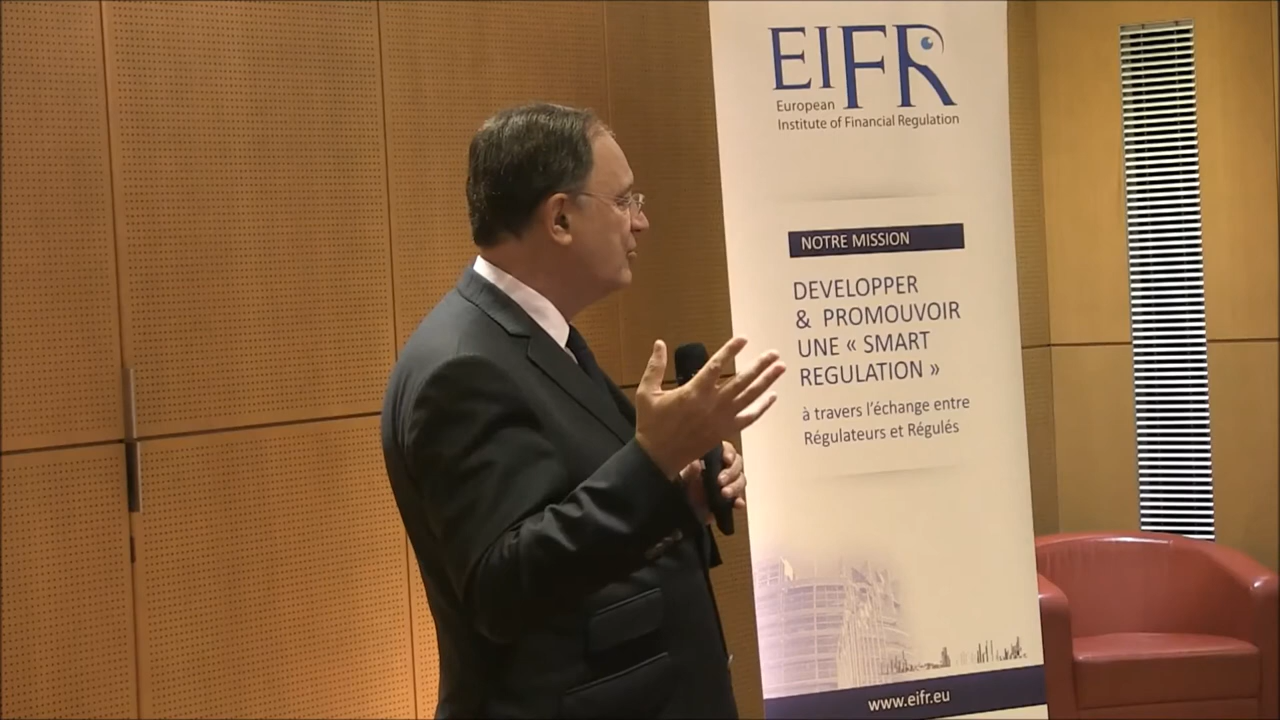 EIFR
European
Institute of Financial Regulation
NOTRE MISSION
DEVELOPPER
& PROMOUVOIR
UNE « SMART
REGULATION »
à travers l'échange entre
Régulateurs et Régulés
www.eifr.eu